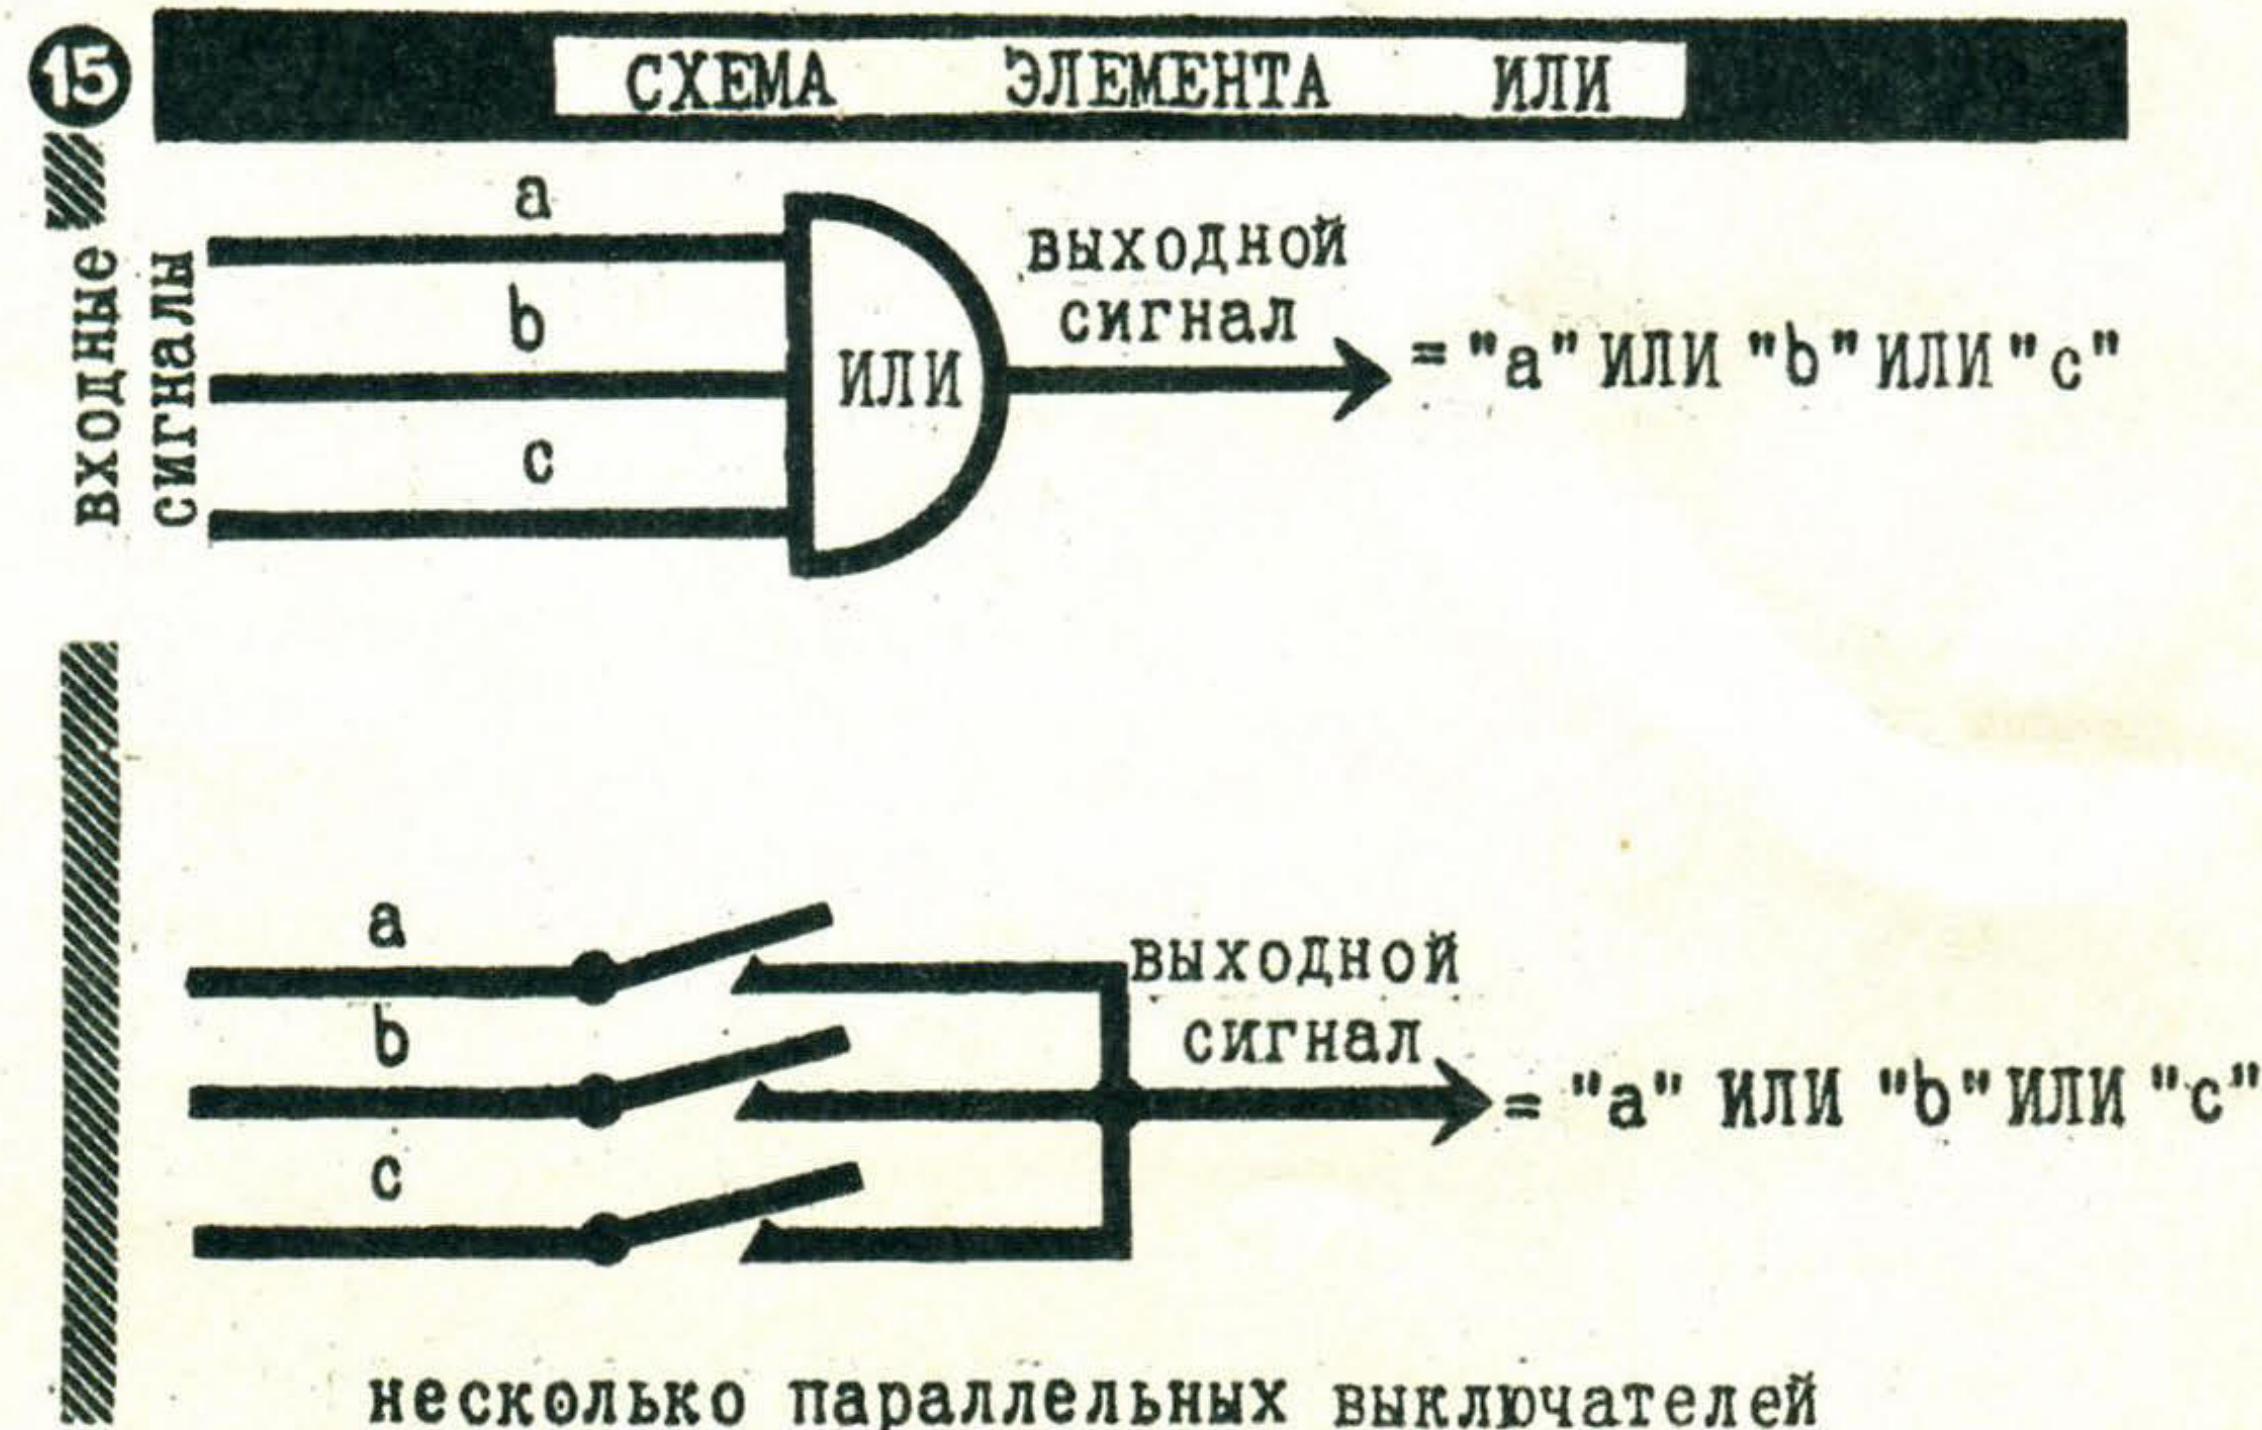 15
СХЕМА ЭЛЕМЕНТА ИЛИ
входные
сигналы
a
b
c
ИЛИ
выходной
сигнал
= "a" ИЛИ "b" ИЛИ "c"
a
b
c
выходной
сигнал
= "a" ИЛИ "b" ИЛИ "c"
несколько параллельных выключателей